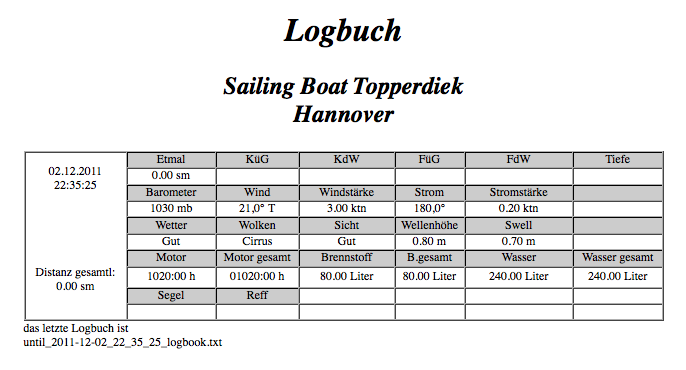 Logbuch
Sailing Boat Topperdiek
Hannover
02.12.2011
22:35:25
Etmal KüG KdW FüG FdW Tiefe
0.00 sm
Barometer Wind Windstärke Strom Stromstärke
1030 mb 21,0° T 3.00 ktn 180,0° 0.20 ktn
Wetter Wolken Sicht Wellenhöhe Swell
Gut Cirrus Gut 0.80 m 0.70 m
Distanz gesamtl:
0.00 sm
Motor Motor gesamt Brennstoff B.gesamt Wasser Wasser gesamt
1020:00 h 01020:00 h 80.00 Liter 80.00 Liter 240.00 Liter 240.00 Liter
Segel Reff
das letzte Logbuch ist
until_2011-12-02_22_35_25_logbook.txt